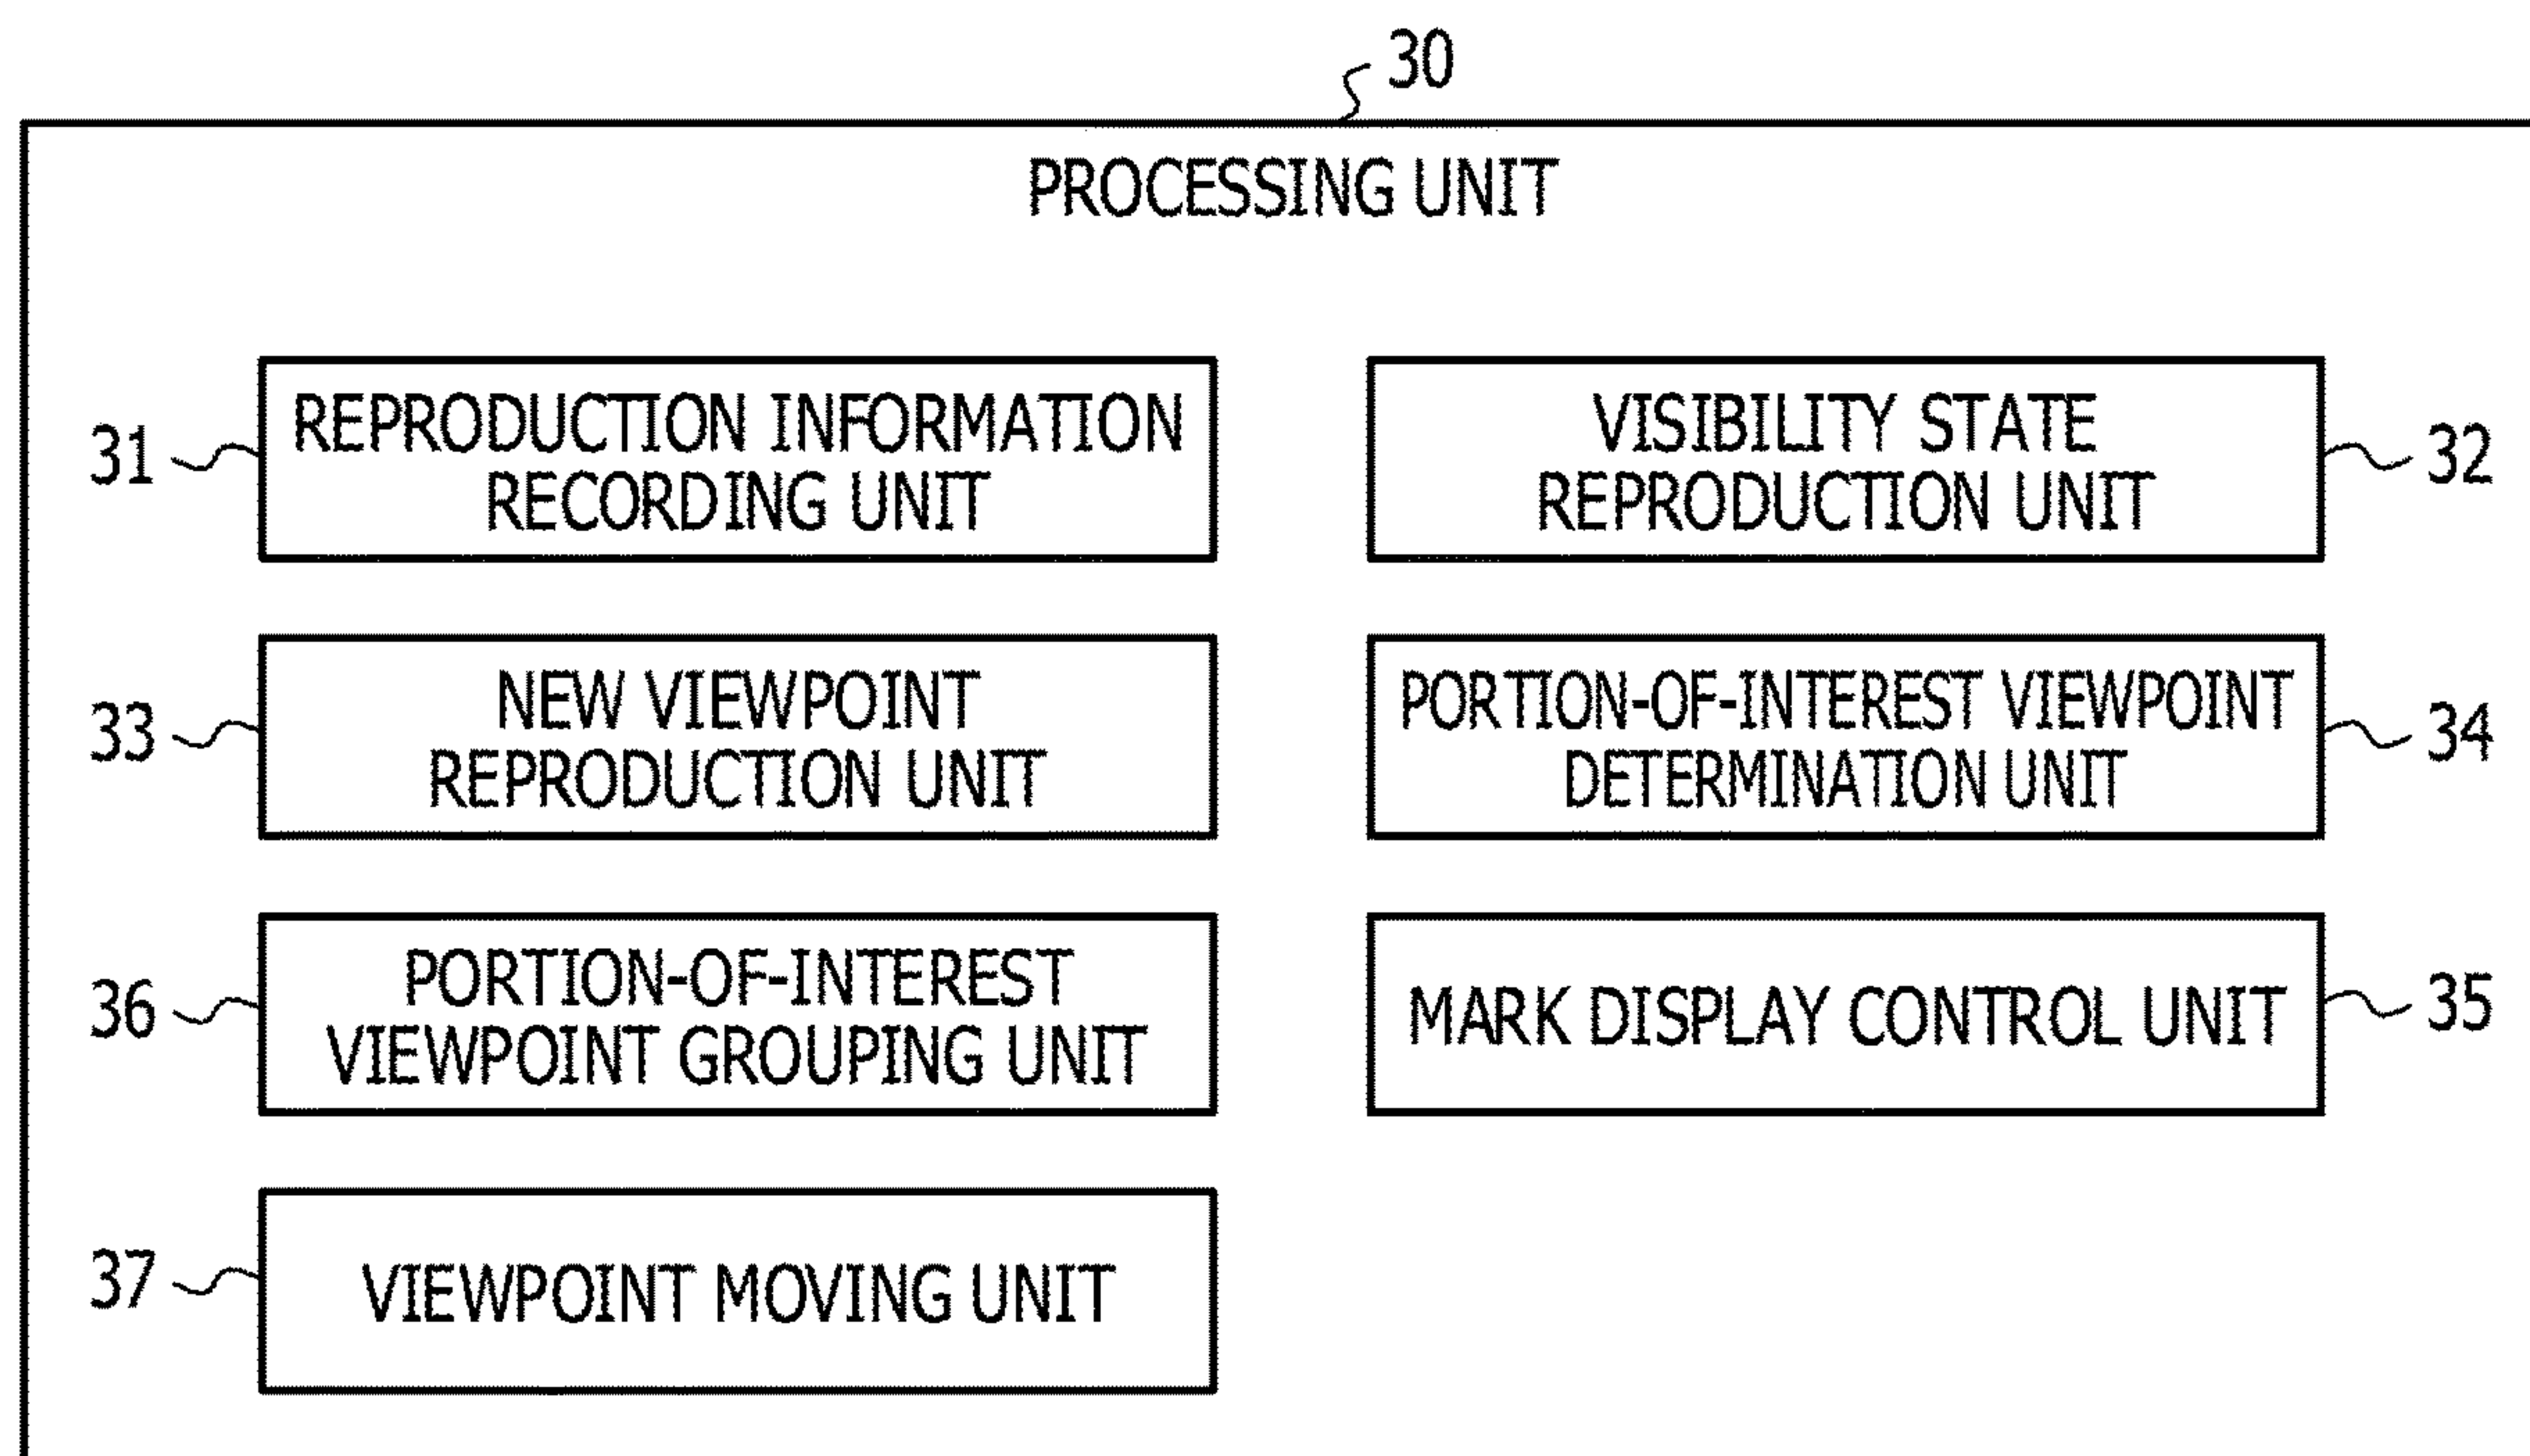 30
PROCESSING UNIT
31
REPRODUCTION INFORMATION
RECORDING UNIT
VISIBILITY STATE
REPRODUCTION UNIT
32
33
NEW VIEWPOINT
REPRODUCTION UNIT
PORTION-OF-INTEREST VIEWPOINT
DETERMINATION UNIT
34
36
PORTION-OF-INTEREST
VIEWPOINT GROUPING UNIT
MARK DISPLAY CONTROL UNIT
35
37
VIEWPOINT MOVING UNIT